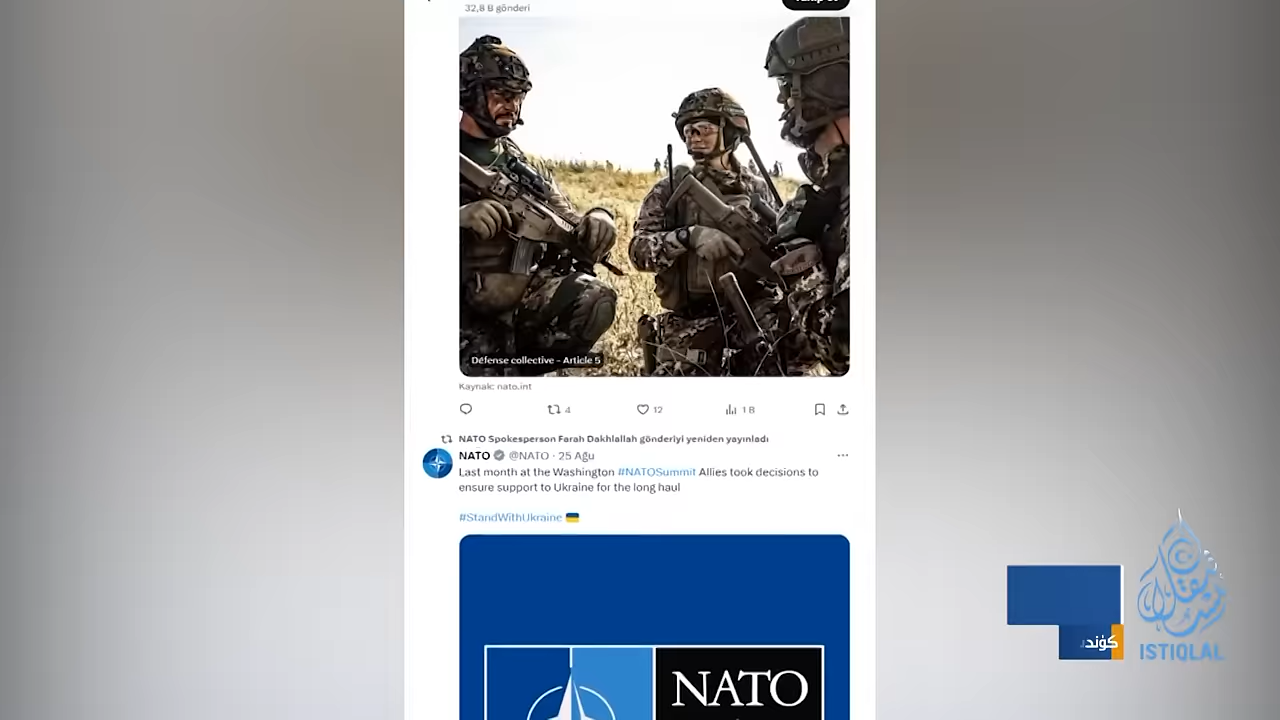 32,8 B gönderi
Défense collective - Article 5
Kaynak: nato.int
4
12
1 B
NATO Spokesperson Farah Dakhlallah gönderiyi yeniden yayınladı
NATO @NATO · 25 Ağu
Last month at the Washington #NATOSummit Allies took decisions to
ensure support to Ukraine for the long haul
#StandWithUkraine
NATO
ISTIQLAL